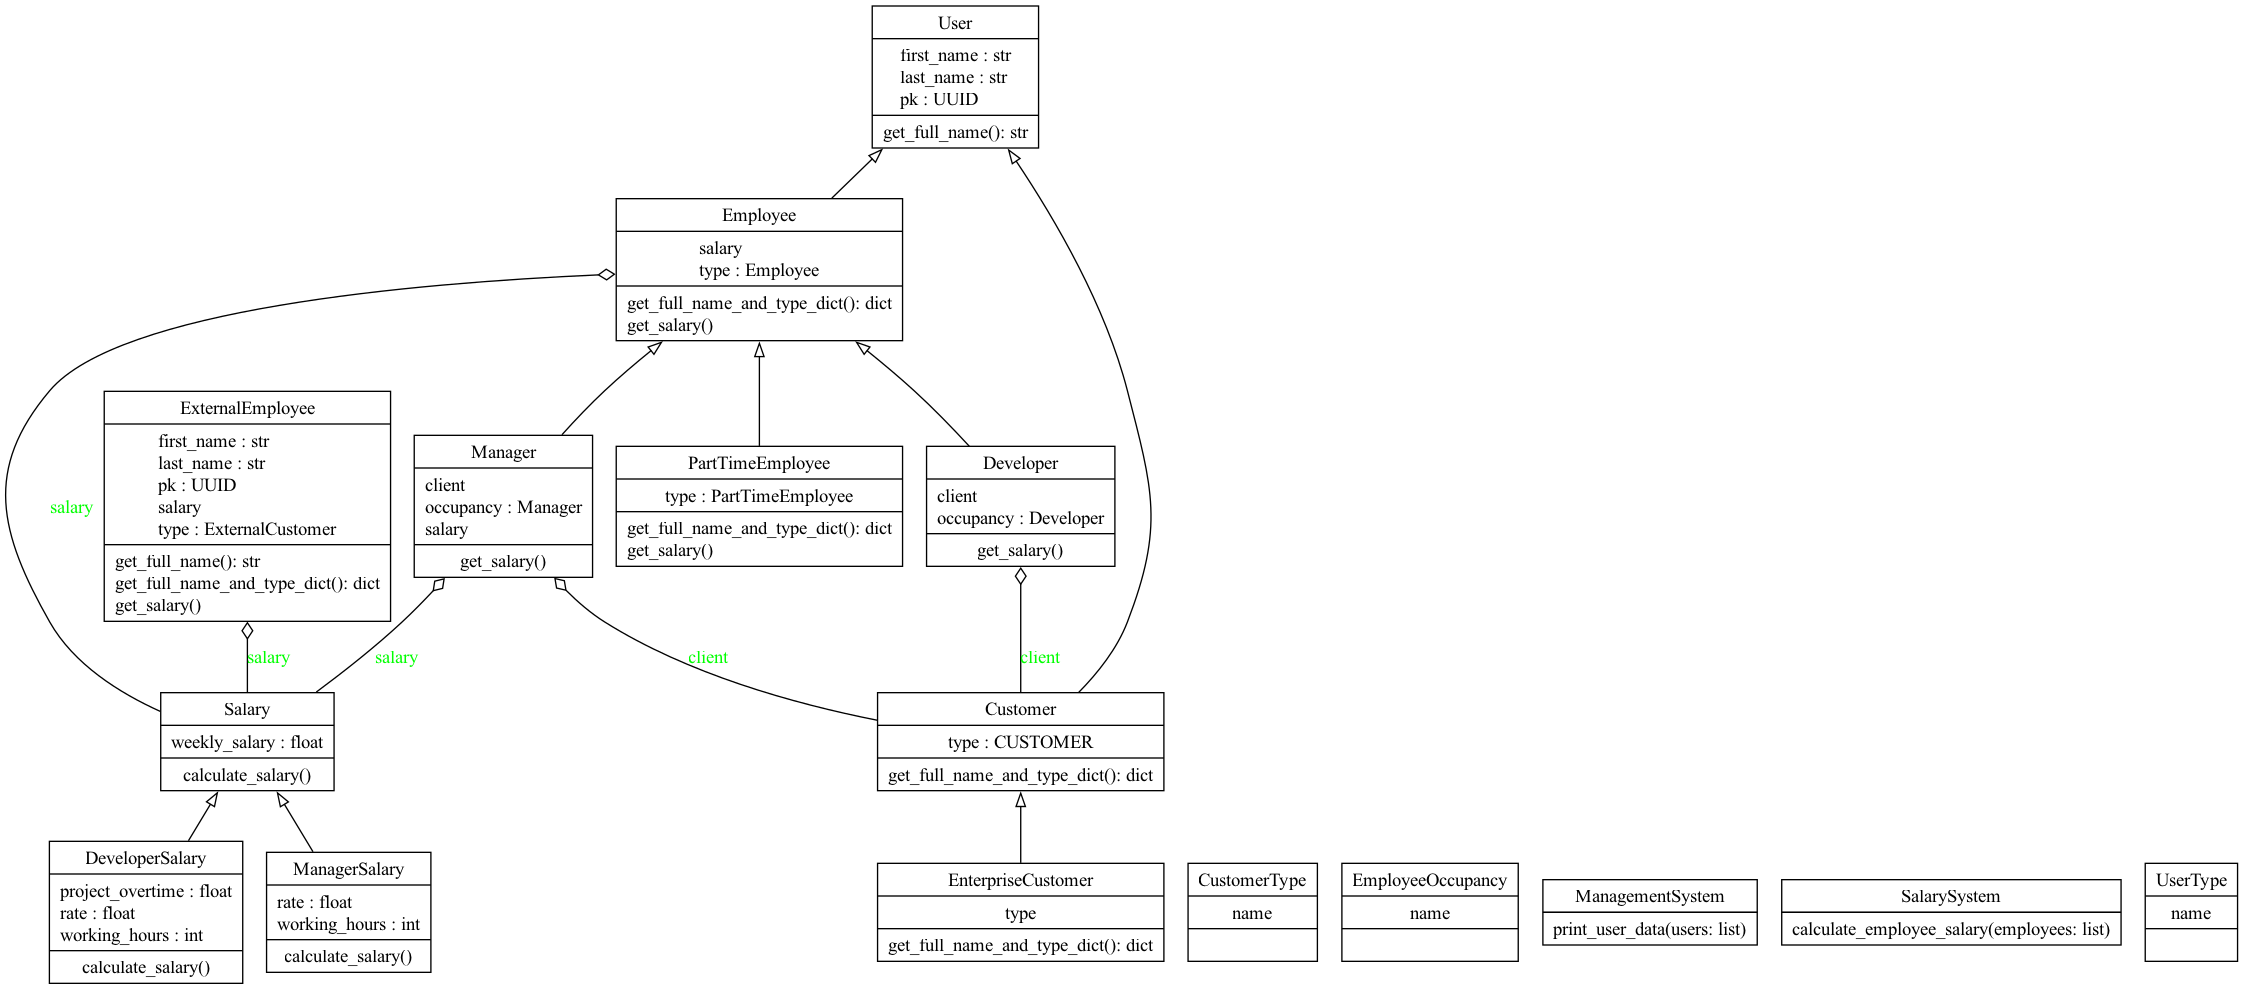 User
first_name : str
last_name : str
pk : UUID
get_full_name(): str
Employee
salary
type : Employee
get_full_name_and_type_dict(): dict
get_salary()
ExternalEmployee
first_name : str
last_name : str
pk : UUID
salary
type : ExternalCustomer
get_full_name(): str
get_full_name_and_type_dict(): dict
get_salary()
Manager
client
occupancy : Manager
salary
get_salary()
PartTimeEmployee
type : PartTimeEmployee
get_full_name_and_type_dict(): dict
get_salary()
Developer
client
occupancy : Developer
get_salary()
salary
salary
salary
client
client
Salary
weekly_salary : float
calculate_salary()
Customer
type : CUSTOMER
get_full_name_and_type_dict(): dict
DeveloperSalary
project_overtime : float
rate : float
working_hours : int
calculate_salary()
ManagerSalary
rate : float
working_hours : int
calculate_salary()
EnterpriseCustomer
type
get_full_name_and_type_dict(): dict
CustomerType
name
EmployeeOccupancy
name
ManagementSystem
print_user_data(users: list)
SalarySystem
calculate_employee_salary(employees: list)
UserType
name